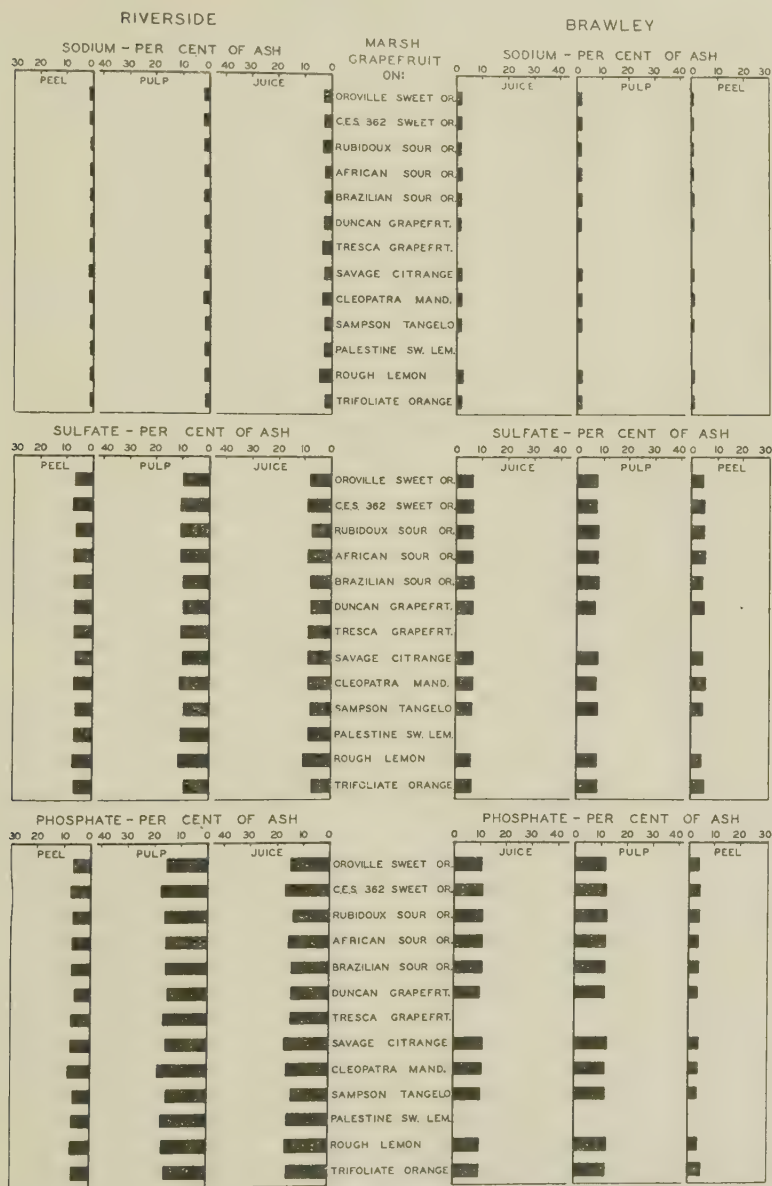 RIVERSIDE
BRAWLEY
SODIUM - PER CENT OF ASH
MARSH GRAPEFRUIT ON:
SODIUM - PER CENT OF ASH
30 20 10 0 20 10 0 40 30 20 10 0
0 10 20 30 40 0 10 20 30 40 0 10 20 30
PEEL PULP JUICE
JUICE PULP PEEL
OROVILLE SWEET OR.
C.E.S. 362 SWEET OR.
RUBIDOUX SOUR OR.
AFRICAN SOUR OR.
BRAZILIAN SOUR OR.
DUNCAN GRAPEFRT.
TRESCA GRAPEFRT.
SAVAGE CITRANGE
CLEOPATRA MAND.
SAMPSON TANGELO
PALESTINE SW. LEM.
ROUGH LEMON
TRIFOLIATE ORANGE
SULFATE - PER CENT OF ASH
SULFATE - PER CENT OF ASH
30 20 10 0 40 30 20 10 0 40 30 20 10 0
0 10 20 30 40 0 10 20 30 40 0 10 20 30
PEEL PULP JUICE
JUICE PULP PEEL
OROVILLE SWEET OR.
C.E.S. 362 SWEET OR.
RUBIDOUX SOUR OR.
AFRICAN SOUR OR.
BRAZILIAN SOUR OR.
DUNCAN GRAPEFRT.
TRESCA GRAPEFRT.
SAVAGE CITRANGE
CLEOPATRA MAND.
SAMPSON TANGELO
PALESTINE SW. LEM.
ROUGH LEMON
TRIFOLIATE ORANGE
PHOSPHATE - PER CENT OF ASH
PHOSPHATE - PER CENT OF ASH
30 20 10 0 30 20 10 0 40 30 20 10 0
0 10 20 30 40 0 10 20 30 40 0 10 20 30
PEEL PULP JUICE
JUICE PULP PEEL
OROVILLE SWEET OR.
C.E.S. 362 SWEET OR.
RUBIDOUX SOUR OR.
AFRICAN SOUR OR.
BRAZILIAN SOUR OR.
DUNCAN GRAPEFRT.
TRESCA GRAPEFRT.
SAVAGE CITRANGE
CLEOPATRA MAND.
SAMPSON TANGELO
PALESTINE SW. LEM.
ROUGH LEMON
TRIFOLIATE ORANGE